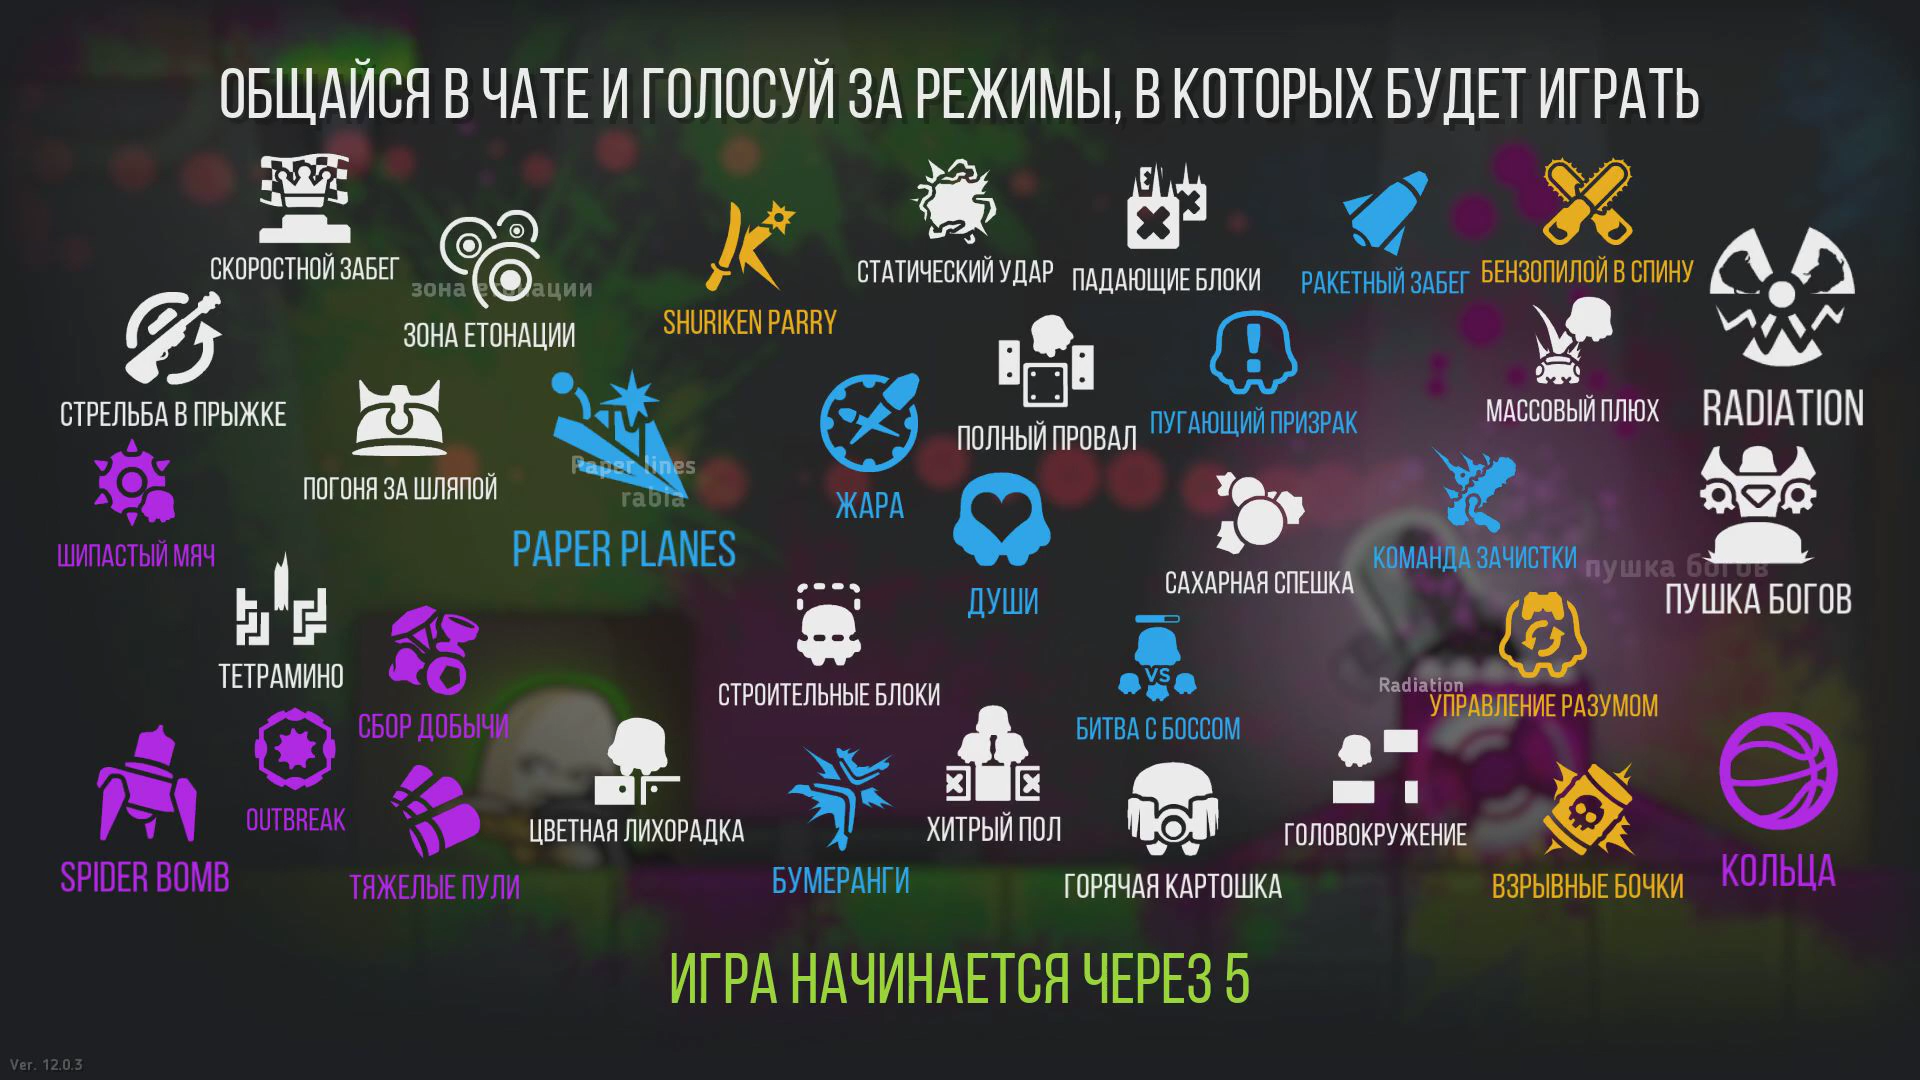 ОБЩАЙСЯ В ЧАТЕ И ГОЛОСУЙ ЗА РЕЖИМЫ, В КОТОРЫХ БУДЕТ ИГРАТЬ
СКОРОСТНОЙ ЗАБЕГ
зона етонации
ЗОНА ЕТОНАЦИИ
SHURIKEN PARRY
СТАТИЧЕСКИЙ УДАР
ПАДАЮЩИЕ БЛОКИ
РАКЕТНЫЙ ЗАБЕГ
БЕНЗОПИЛОЙ В СПИНУ
СТРЕЛЬБА В ПРЫЖКЕ
ПОЛНЫЙ ПРОВАЛ
ПУГАЮЩИЙ ПРИЗРАК
МАССОВЫЙ ПЛЮХ
RADIATION
ПОГОНЯ ЗА ШЛЯПОЙ
Paper lines
rabia
PAPER PLANES
ЖАРА
ШИПАСТЫЙ МЯЧ
ДУШИ
САХАРНАЯ СПЕШКА
КОМАНДА ЗАЧИСТКИ
пушка богов
ПУШКА БОГОВ
ТЕТРАМИНО
СБОР ДОБЫЧИ
СТРОИТЕЛЬНЫЕ БЛОКИ
VS
БИТВА С БОССОМ
Radiation
УПРАВЛЕНИЕ РАЗУМОМ
SPIDER BOMB
OUTBREAK
ТЯЖЕЛЫЕ ПУЛИ
ЦВЕТНАЯ ЛИХОРАДКА
БУМЕРАНГИ
ХИТРЫЙ ПОЛ
ГОРЯЧАЯ КАРТОШКА
ГОЛОВОКРУЖЕНИЕ
ВЗРЫВНЫЕ БОЧКИ
КОЛЬЦА
ИГРА НАЧИНАЕТСЯ ЧЕРЕЗ 5
Ver. 12.0.3